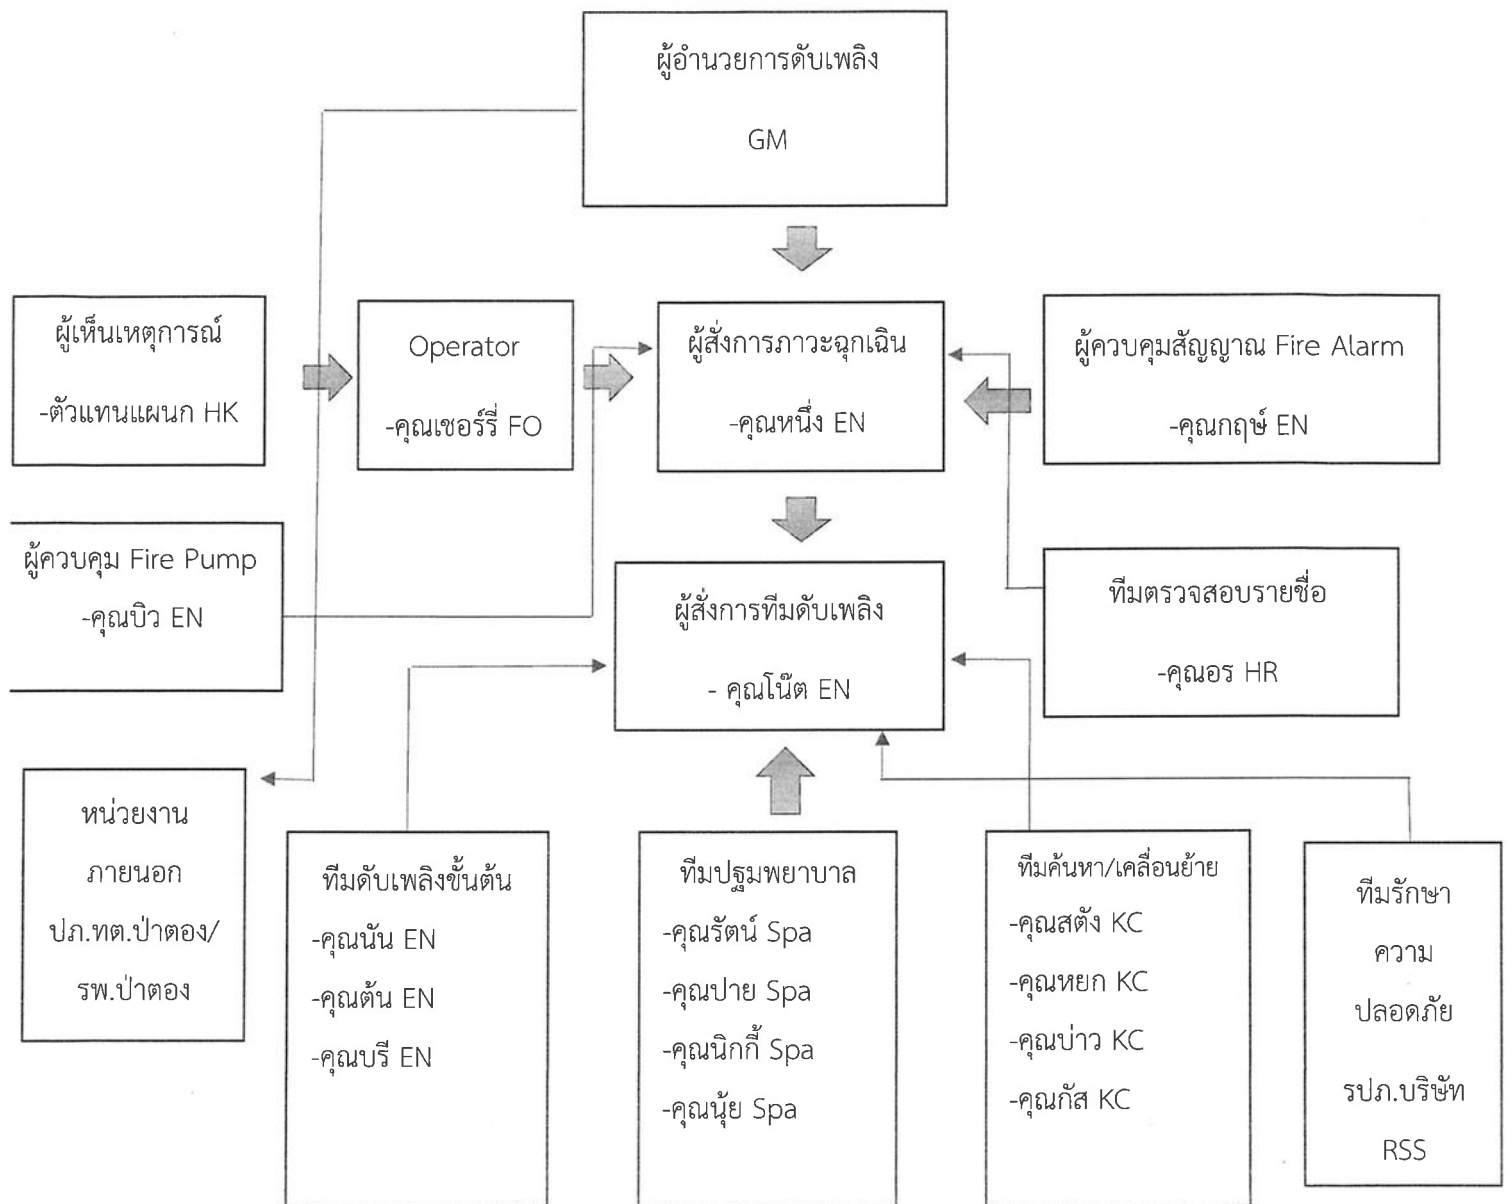 ผู้อำนวยการดับเพลิง
GM
ผู้เห็นเหตุการณ์
-ตัวแทนแผนก HK
Operator
-คุณเชอร์รี่ FO
ผู้สั่งการภาวะฉุกเฉิน
-คุณหนึ่ง EN
ผู้ควบคุมสัญญาณ Fire Alarm
-คุณกฤษ์ EN
ผู้ควบคุม Fire Pump
-คุณบิว EN
ผู้สั่งการทีมดับเพลิง
- คุณโน๊ต EN
ทีมตรวจสอบรายชื่อ
-คุณอร HR
หน่วยงาน
ภายนอก
ปภ.ทต.ป่าตอง/
รพ.ป่าตอง
ทีมดับเพลิงขั้นต้น
-คุณนัน EN
-คุณต้น EN
-คุณบรี EN
ทีมปฐมพยาบาล
-คุณรัตน์ Spa
-คุณปาย Spa
-คุณนิกกี้ Spa
-คุณนุ้ย Spa
ทีมค้นหา/เคลื่อนย้าย
-คุณสตัง KC
-คุณหยก KC
-คุณบ่าว KC
-คุณกัส KC
ทีมรักษา
ความ
ปลอดภัย
รปภ.บริษัท
RSS